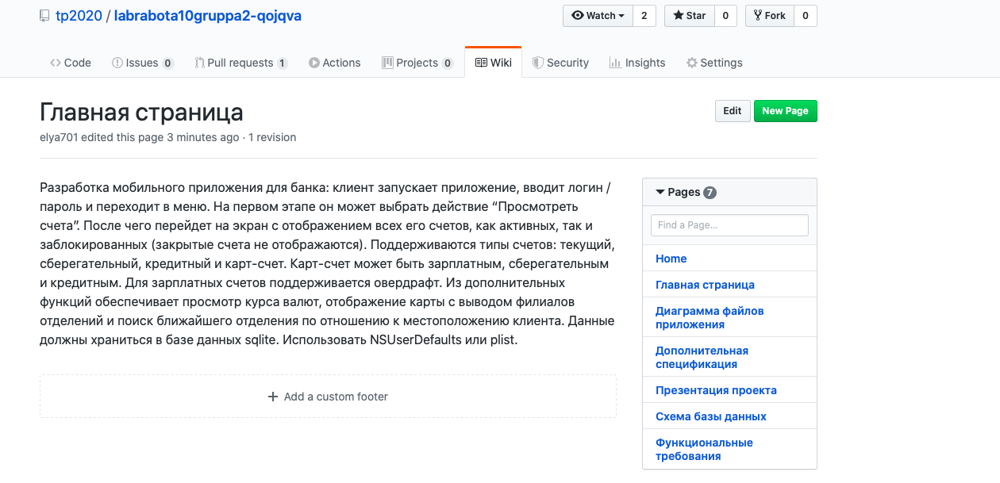 tp2020 / labrabota10gruppa2-qojqva
Watch 2 Star 0 Fork 0
Code Issues 0 Pull requests 1 Actions Projects 0 Wiki Security Insights Settings
Главная страница
Edit New Page
elya701 edited this page 3 minutes ago · 1 revision
Разработка мобильного приложения для банка: клиент запускает приложение, вводит логин /
пароль и переходит в меню. На первом этапе он может выбрать действие “Просмотреть
счета”. После чего перейдет на экран с отображением всех его счетов, как активных, так и
заблокированных (закрытые счета не отображаются). Поддерживаются типы счетов: текущий,
сберегательный, кредитный и карт-счет. Карт-счет может быть зарплатным, сберегательным
и кредитным. Для зарплатных счетов поддерживается овердрафт. Из дополнительных
функций обеспечивает просмотр курса валют, отображение карты с выводом филиалов
отделений и поиск ближайшего отделения по отношению к местоположению клиента. Данные
должны храниться в базе данных sqlite. Использовать NSUserDefaults или plist.
Add a custom footer
Pages 7
Find a Page...
Home
Главная страница
Диаграмма файлов
приложения
Дополнительная
спецификация
Презентация проекта
Схема базы данных
Функциональные
требования